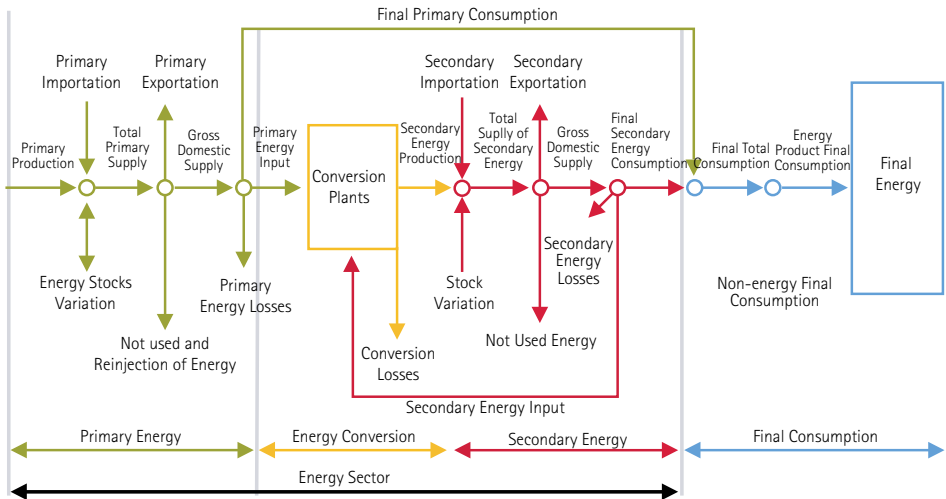 Final Primary Consumption
Primary
Importation
Primary
Exportation
Secondary
Importation
Secondary
Exportation
Primary
Production
Total
Primary
Supply
Gross
Domestic
Supply
Primary
Energy
Input
Conversion
Plants
Secondary
Energy
Production
Total
Suplly of
Secondary
Energy
Gross
Domestic
Supply
Final
Secondary
Energy
Consumption
Final Total
Consumption
Energy
Product Final
Consumption
Final
Energy
Energy Stocks
Variation
Primary
Energy Losses
Not used and
Reinjection of Energy
Conversion
Losses
Stock
Variation
Not Used Energy
Secondary
Energy
Losses
Non-energy Final
Consumption
Secondary Energy Input
Primary Energy
Energy Conversion
Secondary Energy
Final Consumption
Energy Sector